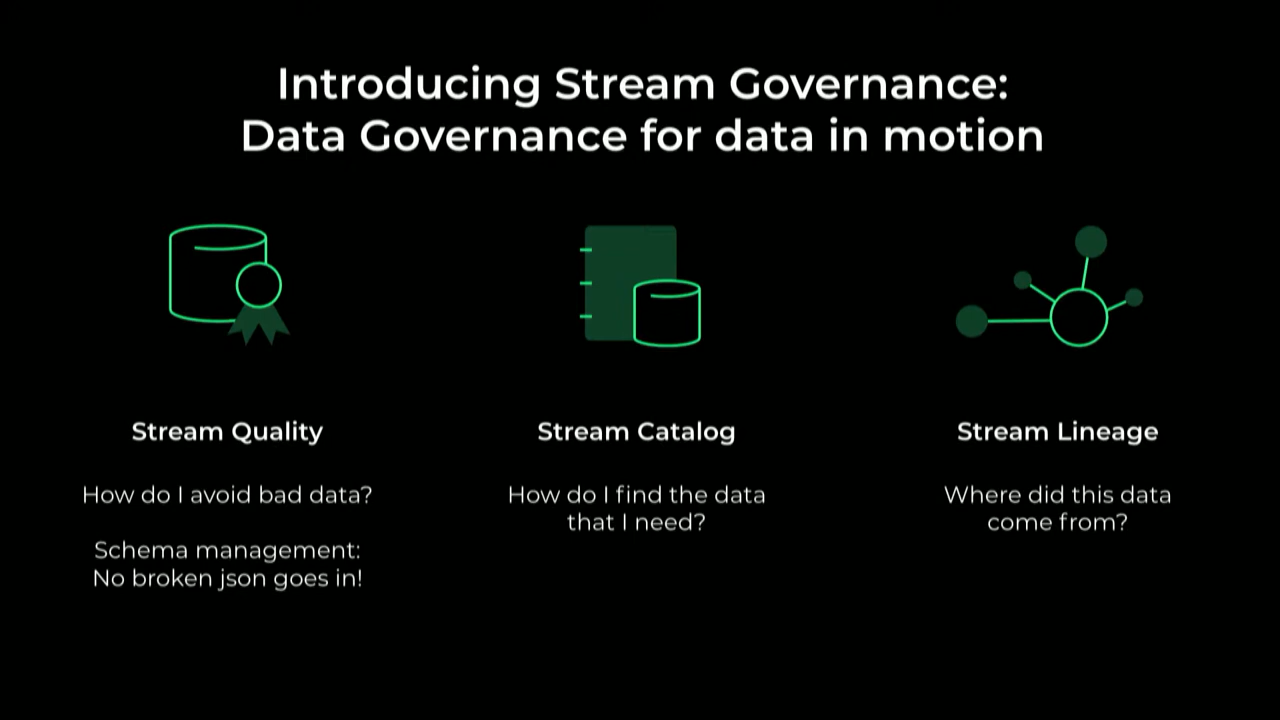 Introducing Stream Governance:
Data Governance for data in motion
Stream Quality
How do I avoid bad data?
Schema management:
No broken json goes in!
Stream Catalog
How do I find the data
that I need?
Stream Lineage
Where did this data
come from?